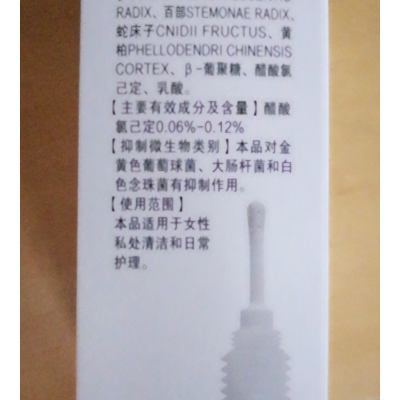 RADIX、百部STEMONAE RADIX、
蛇床子CNIDII FRUCTUS、黄
柏PHELLODENDRI CHINENSIS
CORTEX、β-葡聚糖、醋酸氯
己定、乳酸。
【主要有效成分及含量】醋酸
氯己定0.06%-0.12%
【抑制微生物类别】本品对金
黄色葡萄球菌、大肠杆菌和白
色念珠菌有抑制作用。
【使用范围】
本品适用于女性
私处清洁和日常
护理。